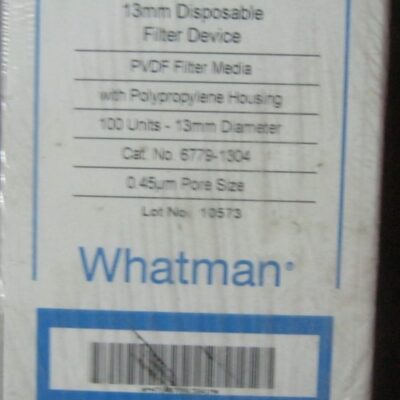 13mm Disposable
Filter Device
PVDF Filter Media
with Polypropylene Housing
100 Units - 13mm Diameter
Cat. No. 6779-1304
0.45µm Pore Size
Lot No. 10573
Whatman®